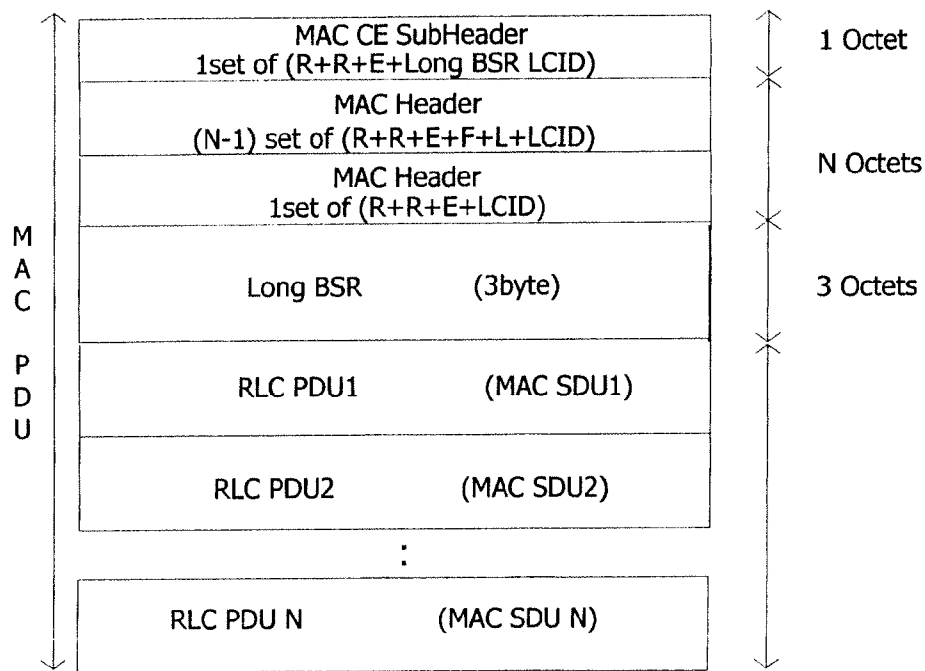 MAC CE SubHeader
1set of (R+R+E+Long BSR LCID)
1 Octet
MAC Header
(N-1) set of (R+R+E+F+L+LCID)
N Octets
MAC Header
1set of (R+R+E+LCID)
MAC PDU
Long BSR (3byte)
3 Octets
RLC PDU1 (MAC SDU1)
RLC PDU2 (MAC SDU2)
:
RLC PDU N (MAC SDU N)